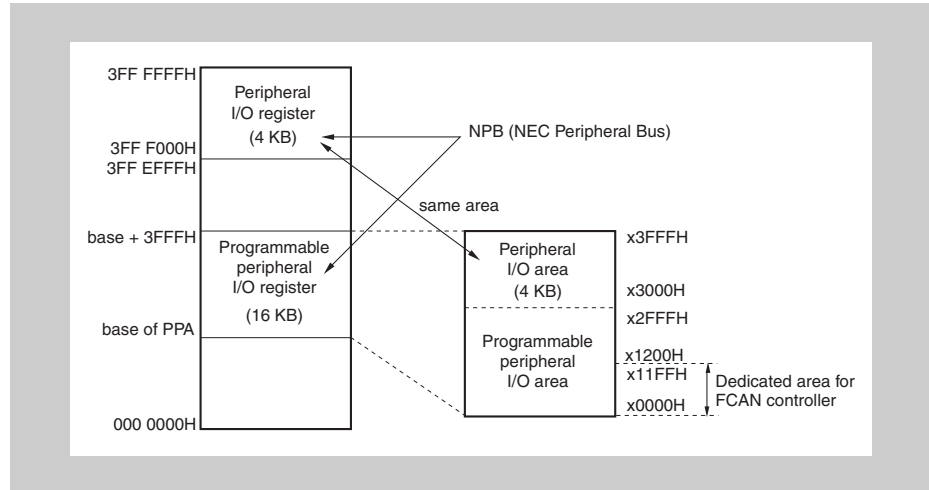 3FF FFFFH
Peripheral
I/O register
(4 KB)
3FF F000H
3FF EFFFH
NPB (NEC Peripheral Bus)
same area
base + 3FFFH
Programmable
peripheral
I/O register
(16 KB)
base of PPA
000 0000H
Peripheral
I/O area
(4 KB)
Programmable
peripheral
I/O area
x3FFFH
x3000H
x2FFFH
x1200H
x11FFH
x0000H
Dedicated area for
FCAN controller